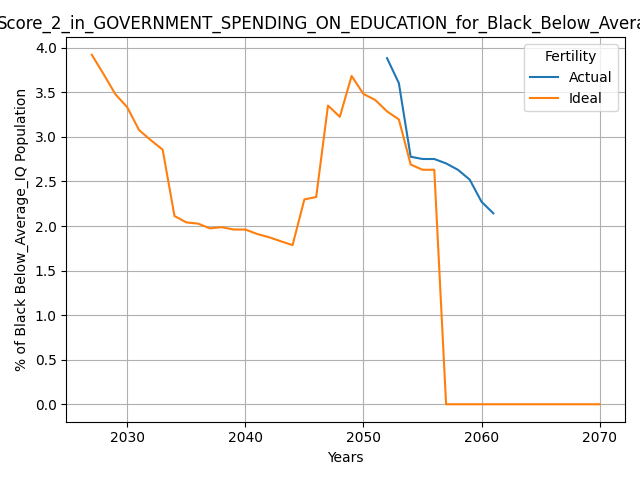 Score_2_in_GOVERNMENT_SPENDING_ON_EDUCATION_for_Black_Below_Avera
Fertility
Actual
Ideal
4.0
3.5
3.0
2.5
2.0
1.5
1.0
0.5
0.0
% of Black Below_Average_IQ Population
2030 2040 2050 2060 2070
Years